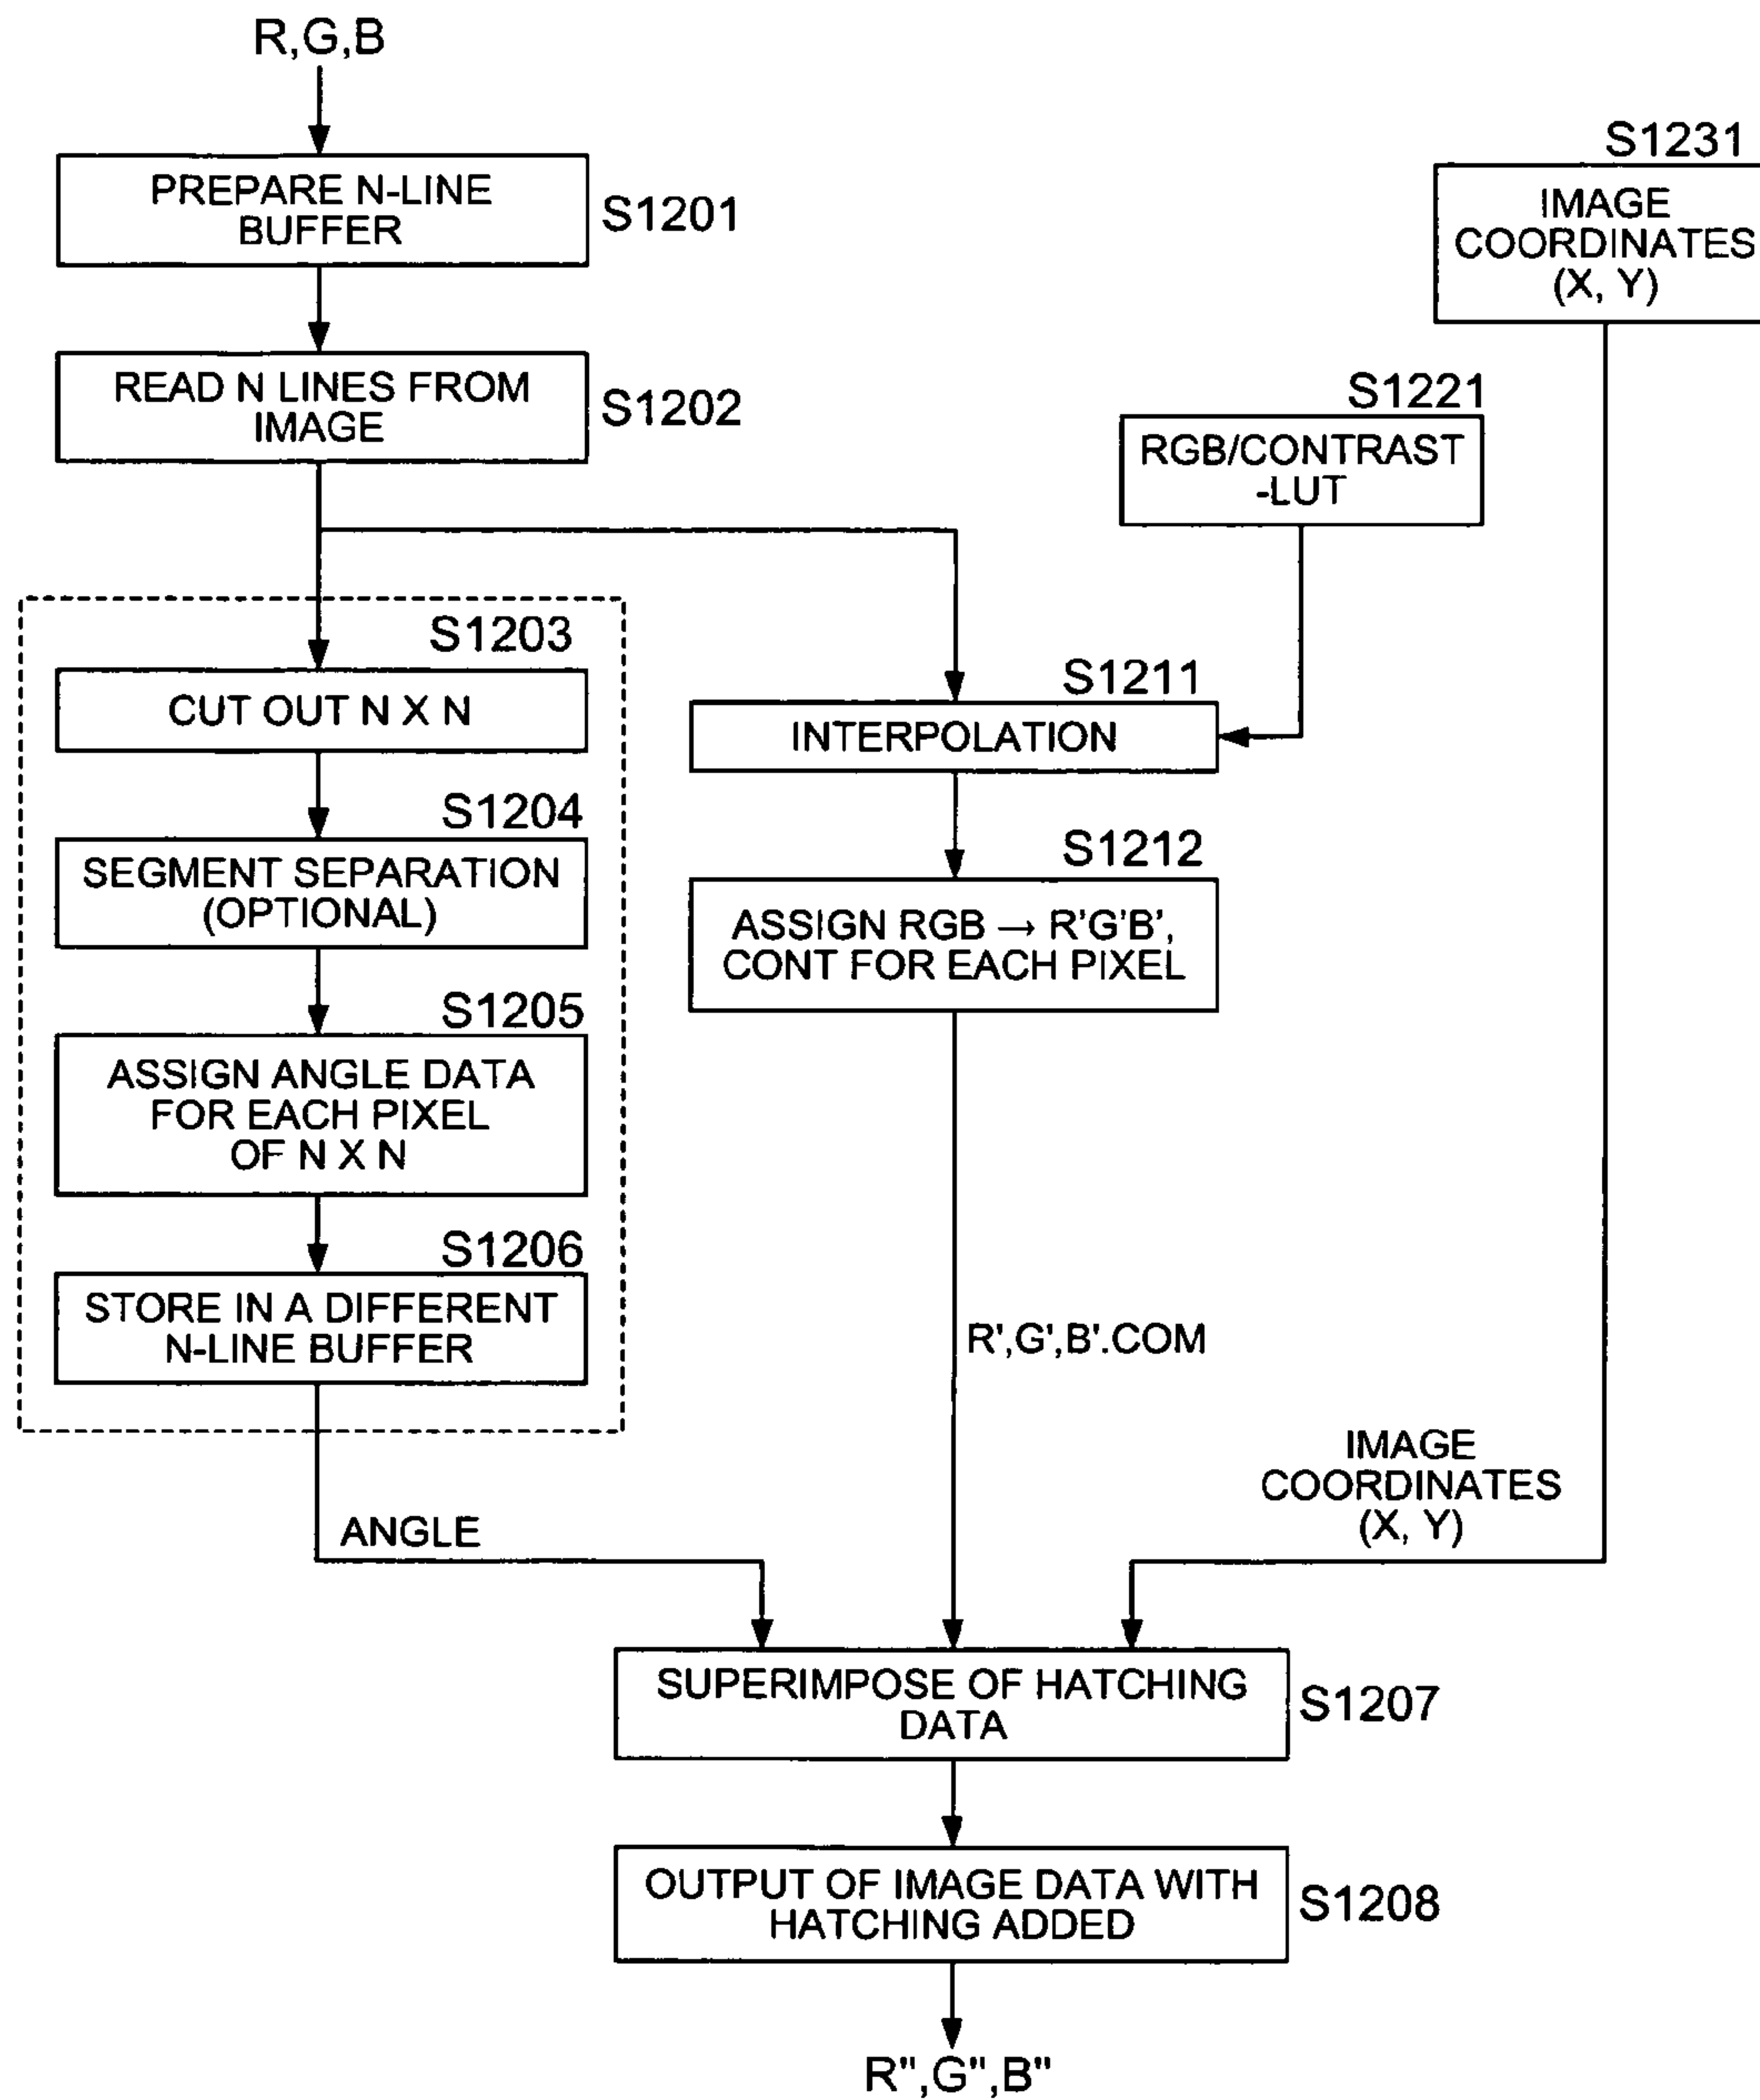 R,G,B
PREPARE N-LINE
BUFFER
S1201
READ N LINES FROM
IMAGE
S1202
S1231
IMAGE
COORDINATES
(X, Y)
S1221
RGB/CONTRAST
-LUT
S1203
CUT OUT N X N
S1204
SEGMENT SEPARATION
(OPTIONAL)
S1205
ASSIGN ANGLE DATA
FOR EACH PIXEL
OF N X N
S1206
STORE IN A DIFFERENT
N-LINE BUFFER
S1211
INTERPOLATION
S1212
ASSIGN RGB → R'G'B',
CONT FOR EACH PIXEL
R',G',B'.COM
ANGLE
IMAGE
COORDINATES
(X, Y)
SUPERIMPOSE OF HATCHING
DATA
S1207
OUTPUT OF IMAGE DATA WITH
HATCHING ADDED
S1208
R",G",B"